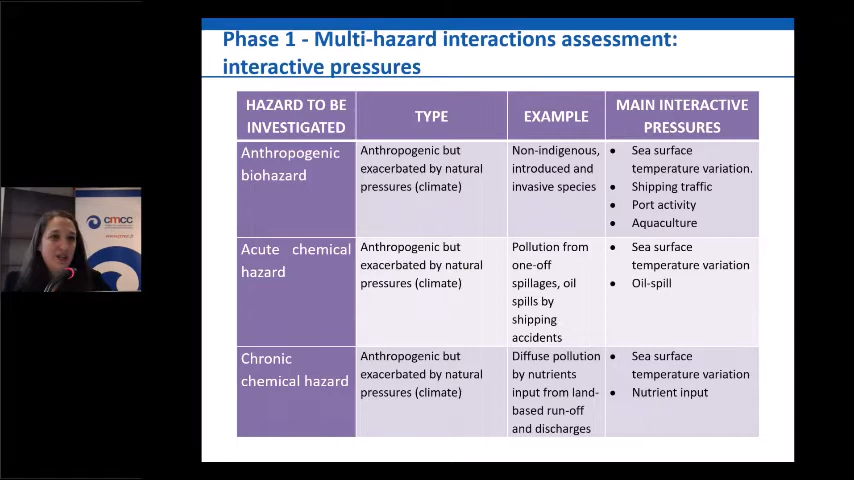 Phase 1 - Multi-hazard interactions assessment:
interactive pressures
HAZARD TO BE
INVESTIGATED
TYPE
EXAMPLE
MAIN INTERACTIVE
PRESSURES
Anthropogenic
biohazard
Anthropogenic but
exacerbated by natural
pressures (climate)
Non-indigenous,
introduced and
invasive species
• Sea surface
temperature variation.
• Shipping traffic
• Port activity
• Aquaculture
Acute chemical
hazard
Anthropogenic but
exacerbated by natural
pressures (climate)
Pollution from
one-off
spillages, oil
spills by
shipping
accidents
• Sea surface
temperature variation
• Oil-spill
Chronic
chemical hazard
Anthropogenic but
exacerbated by natural
pressures (climate)
Diffuse pollution
by nutrients
input from land-
based run-off
and discharges
• Sea surface
temperature variation
• Nutrient input
cmcc